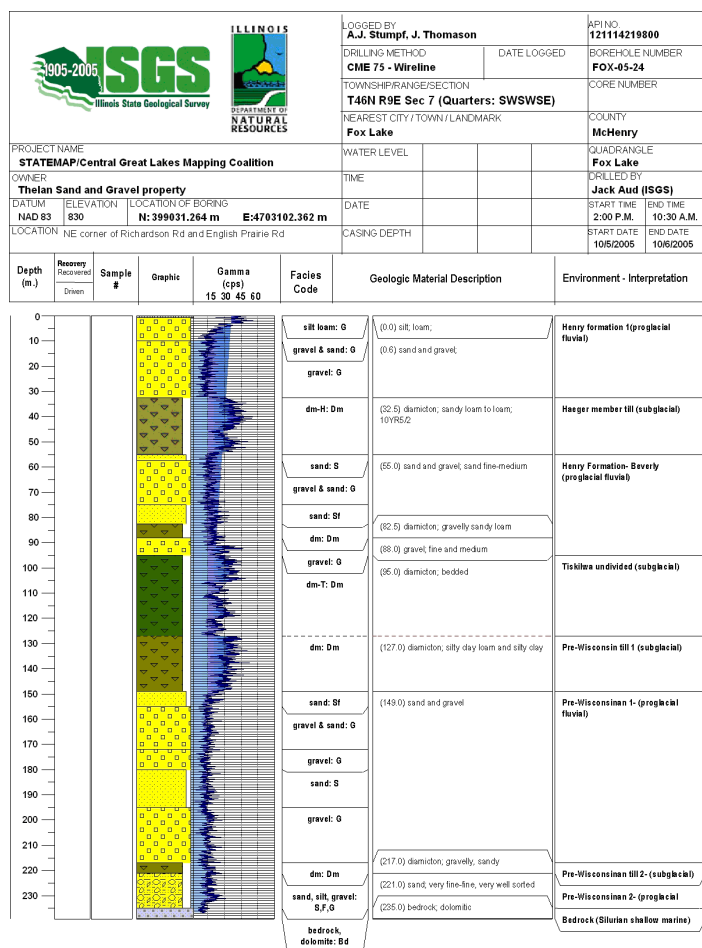 ILLINOIS
1905-2005
ISGS
Illinois State Geological Survey
DEPARTMENT OF
NATURAL
RESOURCES
LOGGED BY
A.J. Stumpf, J. Thomason
API NO.
121114219800
DRILLING METHOD
CME 75 - Wireline
DATE LOGGED
BOREHOLE NUMBER
FOX-05-24
TOWNSHIP/RANGE/SECTION
T46N R9E Sec 7 (Quarters: SWSWSE)
CORE NUMBER
NEAREST CITY / TOWN / LANDMARK
Fox Lake
COUNTY
McHenry
PROJECT NAME
STATEMAP/Central Great Lakes Mapping Coalition
WATER LEVEL
QUADRANGLE
Fox Lake
OWNER
Thelan Sand and Gravel property
TIME
DRILLED BY
Jack Aud (ISGS)
DATUM
NAD 83
ELEVATION
830
LOCATION OF BORING
N: 399031.264 m E:4703102.362 m
DATE
START TIME
2:00 P.M.
END TIME
10:30 A.M.
LOCATION NE corner of Richardson Rd and English Prairie Rd
CASING DEPTH
START DATE
10/5/2005
END DATE
10/6/2005
Depth
(m.)
Recovery
Recovered
Driven
Sample
#
Graphic
Gamma
(cps)
15 30 45 60
Facies
Code
Geologic Material Description
Environment - Interpretation
0
10
20
30
40
50
60
70
80
90
100
110
120
130
140
150
160
170
180
190
200
210
220
230
silt loam: G
gravel & sand: G
gravel: G
dm-H: Dm
sand: S
gravel & sand: G
sand: Sf
dm: Dm
gravel: G
dm-T: Dm
dm: Dm
sand: Sf
gravel & sand: G
gravel: G
sand: S
gravel: G
dm: Dm
sand, silt, gravel:
S,F,G
bedrock,
dolomite: Bd
(0.0) silt; loam;
(0.6) sand and gravel;
(32.5) diamicton; sandy loam to loam;
10YR5/2
(55.0) sand and gravel; sand fine-medium
(82.5) diamicton; gravelly sandy loam
(88.0) gravel; fine and medium
(95.0) diamicton; bedded
(127.0) diamicton; silty clay loam and silty clay
(149.0) sand and gravel
(217.0) diamicton; gravelly, sandy
(221.0) sand; very fine-fine, very well sorted
(235.0) bedrock; dolomitic
Henry formation 1(proglacial
fluvial)
Haeger member till (subglacial)
Henry Formation- Beverly
(proglacial fluvial)
Tiskilwa undivided (subglacial)
Pre-Wisconsin till 1 (subglacial)
Pre-Wisconsinan 1- (proglacial
fluvial)
Pre-Wisconsinan till 2- (subglacial)
Pre-Wisconsinan 2- (proglacial
Bedrock (Silurian shallow marine)